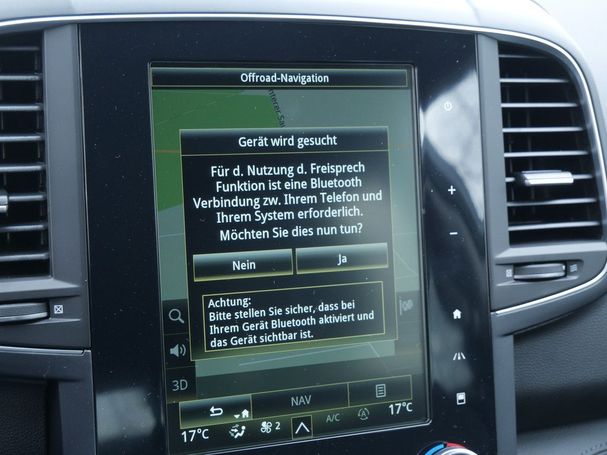 Offroad-Navigation
Gerät wird gesucht
Für d. Nutzung d. Freisprech
Funktion ist eine Bluetooth
Verbindung zw. Ihrem Telefon und
Ihrem System erforderlich.
Möchten Sie dies nun tun?
Nein
Ja
Achtung:
Bitte stellen Sie sicher, dass bei
Ihrem Gerät Bluetooth aktiviert und
das Gerät sichtbar ist.
3D
NAV
17°C
2
A/C
17°C